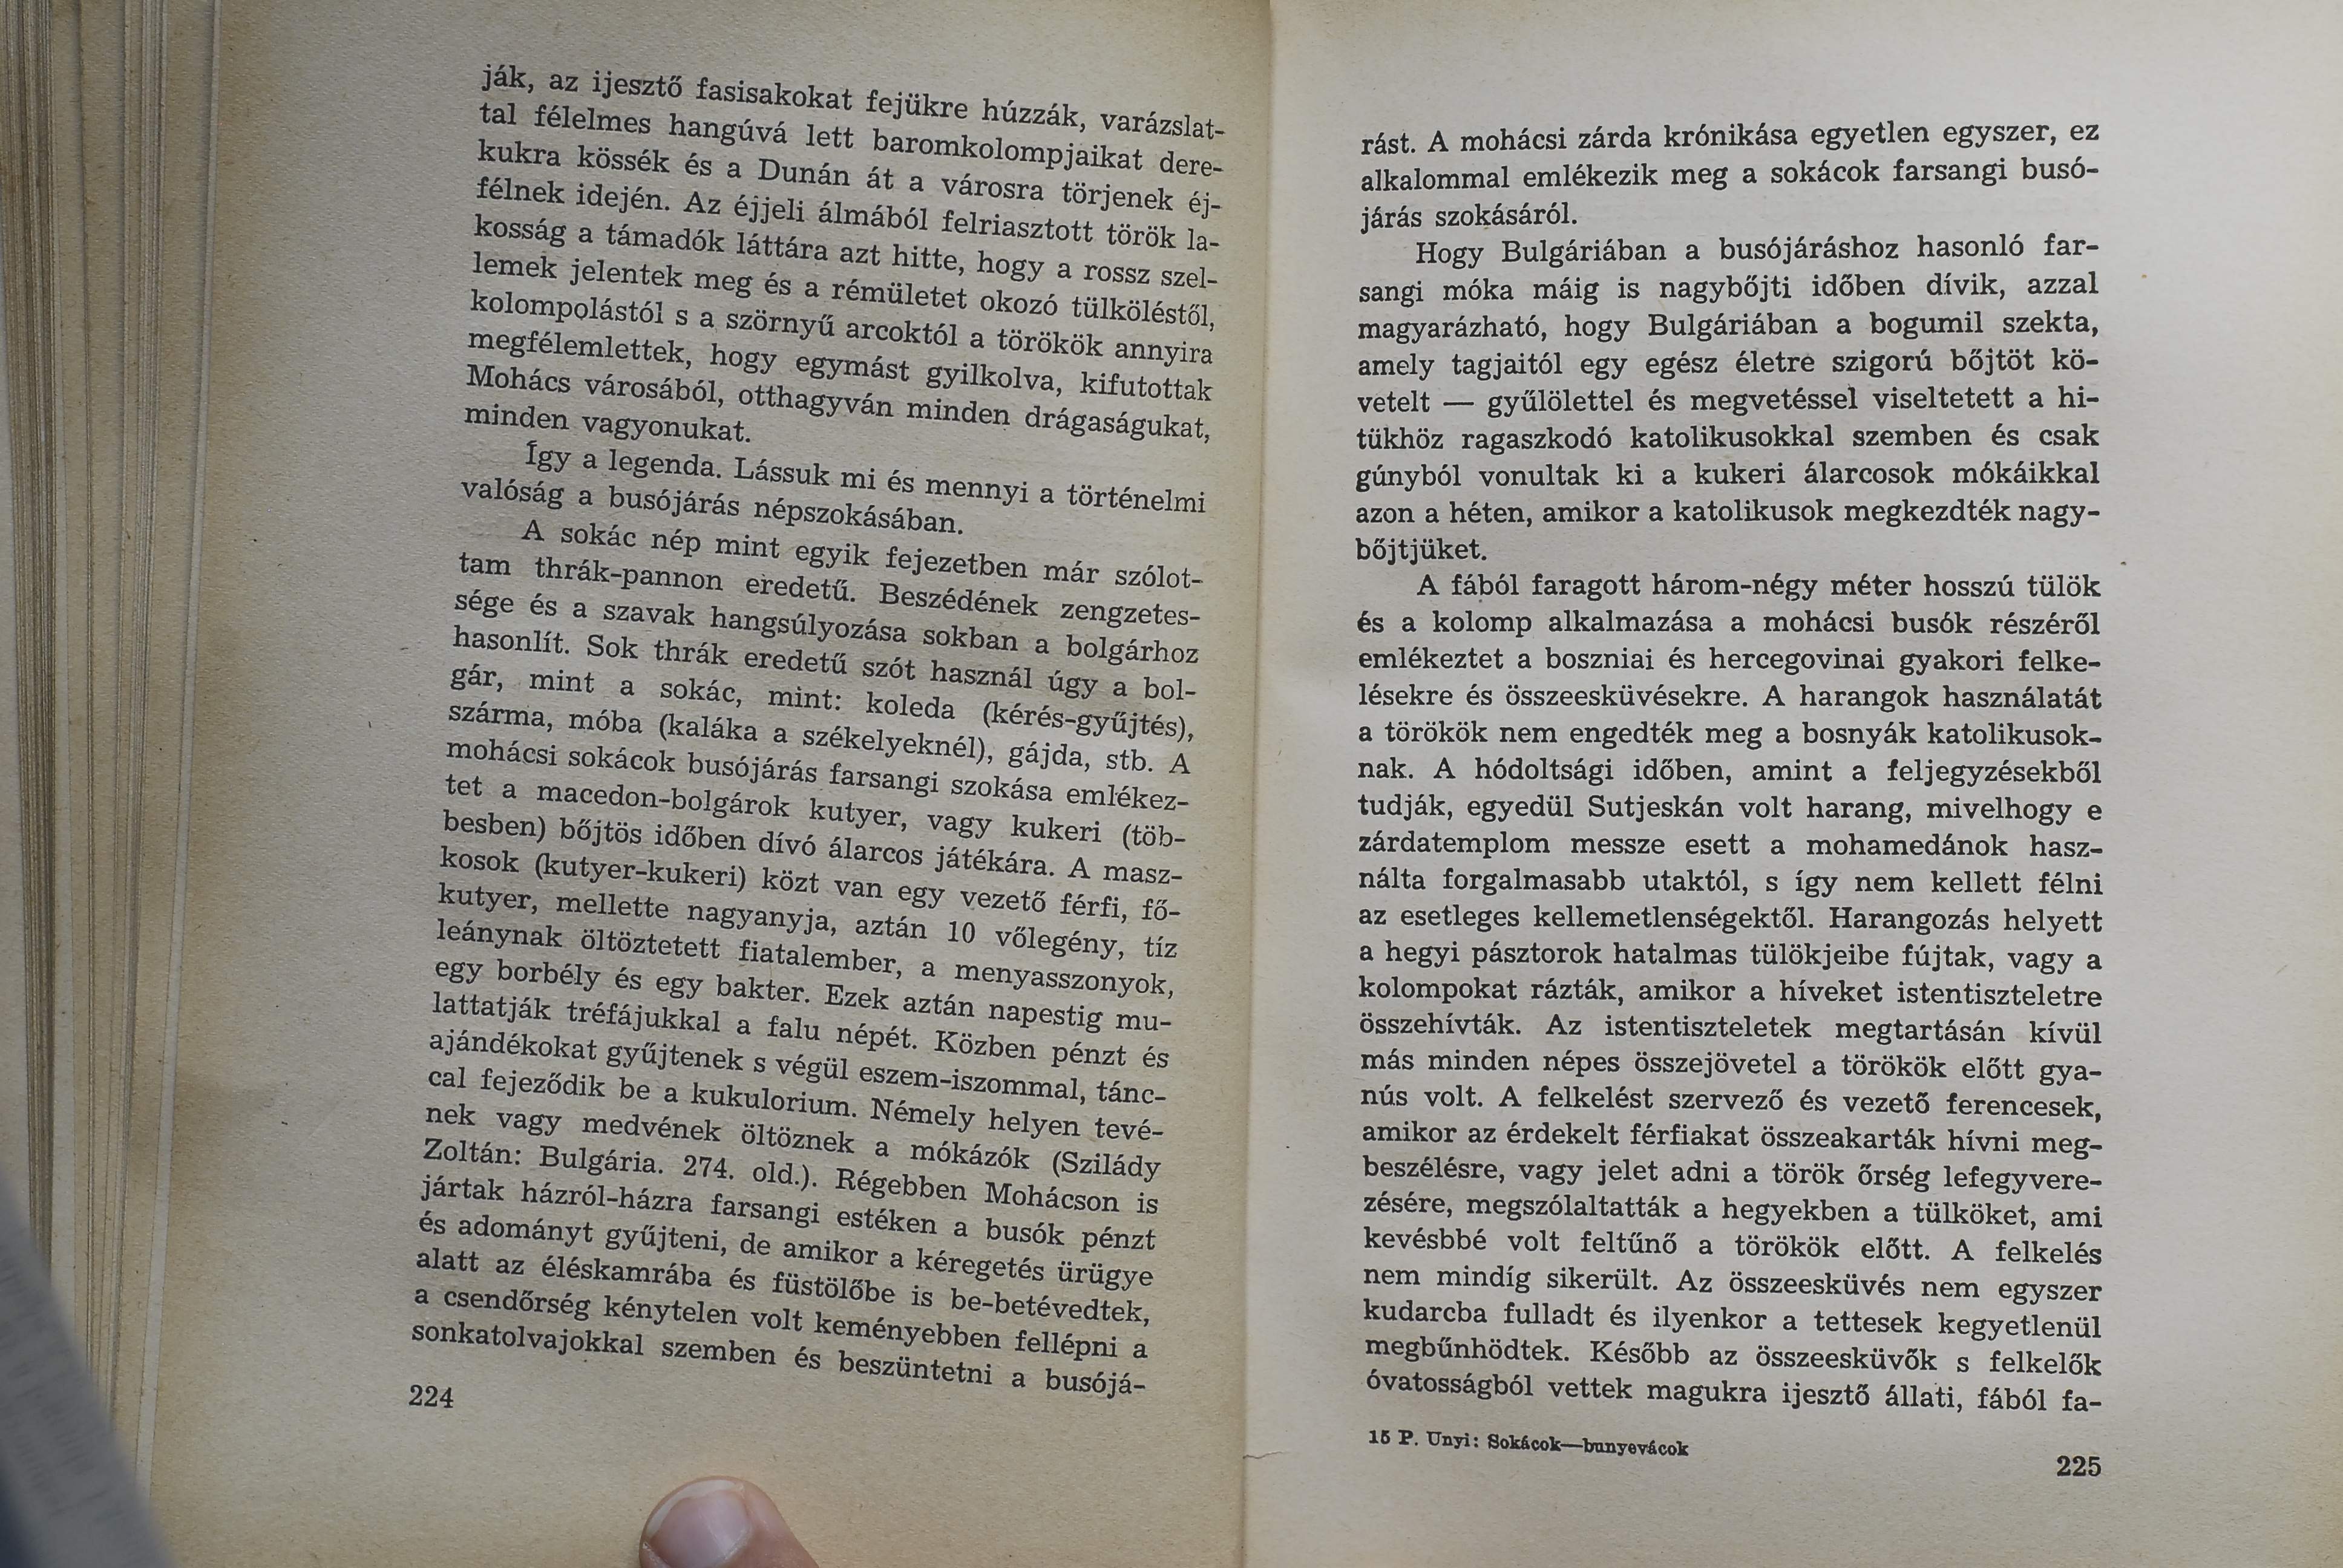 ják, az ijesztő fasisakokat fejükre húzzák, varázslat-
tal félelmes hangúvá lett baromkolompjaikat dere-
kukra kössék és a Dunán át a városra törjenek éj-
félnek idején. Az éjjeli álmából felriasztott török la-
kosság a támadók láttára azt hitte, hogy a rossz szel-
lemek jelentek meg és a rémületet okozó tülköléstől,
kolompolástól s a szörnyű arcoktól a törökök annyira
megfélemlettek, hogy egymást gyilkolva, kifutottak
Mohács városából, otthagyván minden drágaságukat,
minden vagyonukat.
Így a legenda. Lássuk mi és mennyi a történelmi
valóság a busójárás népszokásában.
A sokác nép mint egyik fejezetben már szólot-
tam thrák-pannon eredetű. Beszédének zengzetes-
sége és a szavak hangsúlyozása sokban a bolgárhoz
hasonlít. Sok thrák eredetű szót használ úgy a bol-
gár, mint a sokác, mint: koleda (kérés-gyűjtés),
szárma, móba (kaláka a székelyeknél), gájda, stb. A
mohácsi sokácok busójárás farsangi szokása emlékez-
tet a macedon-bolgárok kutyer, vagy kukeri (töb-
besben) bőjtös időben dívó álarcos játékára. A masz-
kosok (kutyer-kukeri) közt van egy vezető férfi, fő-
kutyer, mellette nagyanyja, aztán 10 vőlegény, tíz
leánynak öltöztetett fiatalember, a menyasszonyok,
egy borbély és egy bakter. Ezek aztán napestig mu-
lattatják tréfájukkal a falu népét. Közben pénzt és
ajándékokat gyűjtenek s végül eszem-iszommal, tánc-
cal fejeződik be a kukulorium. Némely helyen tevé-
nek vagy medvének öltöznek a mókázók (Szilády
Zoltán: Bulgária. 274. old.). Régebben Mohácson is
jártak házról-házra farsangi estéken a busók pénzt
és adományt gyűjteni, de amikor a kéregetés ürügye
alatt az éléskamrába és füstölőbe is be-betévedtek,
a csendőrség kénytelen volt keményebben fellépni a
sonkatolvajokkal szemben és beszüntetni a busójá-
224
rást. A mohácsi zárda krónikása egyetlen egyszer, ez
alkalommal emlékezik meg a sokácok farsangi busó-
járás szokásáról.
Hogy Bulgáriában a busójáráshoz hasonló far-
sangi móka máig is nagybőjti időben dívik, azzal
magyarázható, hogy Bulgáriában a bogumil szekta,
amely tagjaitól egy egész életre szigorú bőjtöt kö-
vetelt — gyűlölettel és megvetéssel viseltetett a hi-
tükhöz ragaszkodó katolikusokkal szemben és csak
gúnyból vonultak ki a kukeri álarcosok mókáikkal
azon a héten, amikor a katolikusok megkezdték nagy-
bőjtjüket.
A fából faragott három-négy méter hosszú tülök
és a kolomp alkalmazása a mohácsi busók részéről
emlékeztet a boszniai és hercegovinai gyakori felke-
lésekre és összeesküvésekre. A harangok használatát
a törökök nem engedték meg a bosnyák katolikusok-
nak. A hódoltsági időben, amint a feljegyzésekből
tudják, egyedül Sutjeskán volt harang, mivelhogy e
zárdatemplom messze esett a mohamedánok hasz-
nálta forgalmasabb utaktól, s így nem kellett félni
az esetleges kellemetlenségektől. Harangozás helyett
a hegyi pásztorok hatalmas tülökjeibe fújtak, vagy a
kolompokat rázták, amikor a híveket istentiszteletre
összehívták. Az istentiszteletek megtartásán kívül
más minden népes összejövetel a törökök előtt gya-
nús volt. A felkelést szervező és vezető ferencesek,
amikor az érdekelt férfiakat összeakarták hívni meg-
beszélésre, vagy jelet adni a török őrség lefegyvere-
zésére, megszólaltatták a hegyekben a tülköket, ami
kevésbbé volt feltűnő a törökök előtt. A felkelés
nem mindíg sikerült. Az összeesküvés nem egyszer
kudarcba fulladt és ilyenkor a tettesek kegyetlenül
megbűnhödtek. Később az összeesküvők s felkelők
óvatosságból vettek magukra ijesztő állati, fából fa-
15 P. Unyi: Sokácok—bunyevácok
225